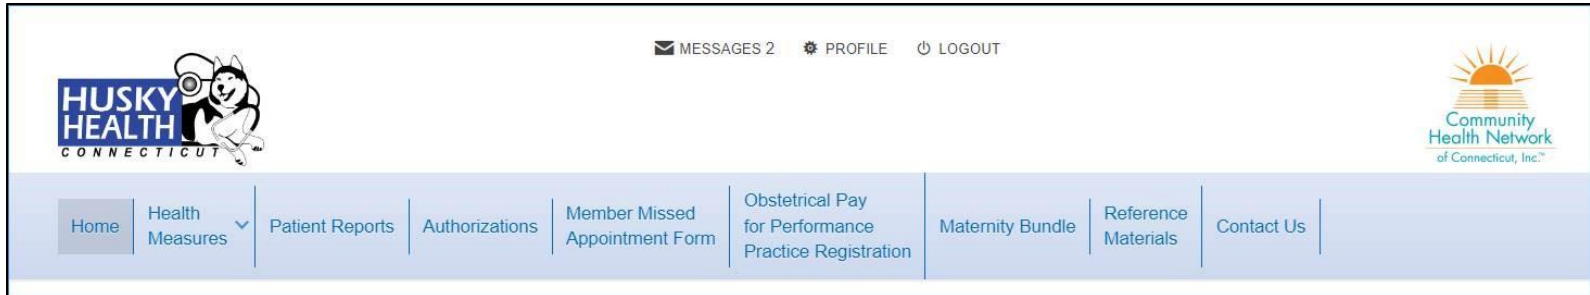 MESSAGES 2 PROFILE LOGOUT
HUSKY
HEALTH
CONNECTICUT
Community
Health Network
of Connecticut, Inc.™
Home
Health
Measures
Patient Reports
Authorizations
Member Missed
Appointment Form
Obstetrical Pay
for Performance
Practice Registration
Maternity Bundle
Reference
Materials
Contact Us